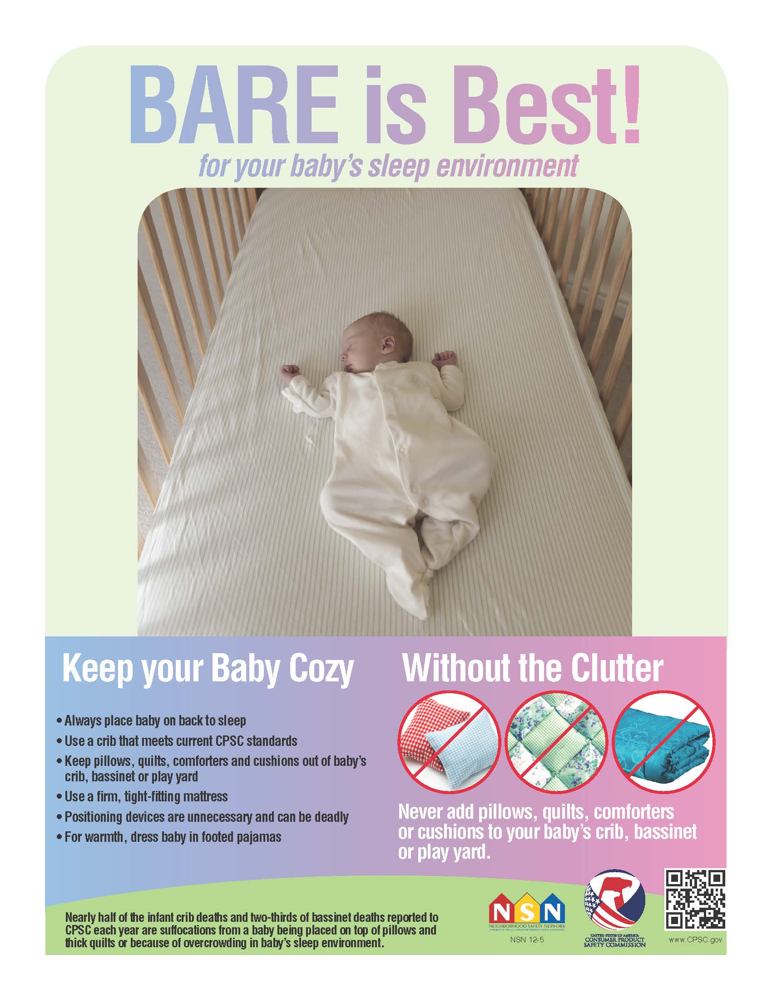 BARE is Best!
for your baby's sleep environment
Keep your Baby Cozy
• Always place baby on back to sleep
• Use a crib that meets current CPSC standards
• Keep pillows, quilts, comforters and cushions out of baby's
crib, bassinet or play yard
• Use a firm, tight-fitting mattress
• Positioning devices are unnecessary and can be deadly
• For warmth, dress baby in footed pajamas
Without the Clutter
Never add pillows, quilts, comforters
or cushions to your baby's crib, bassinet
or play yard.
Nearly half of the infant crib deaths and two-thirds of bassinet deaths reported to
CPSC each year are suffocations from a baby being placed on top of pillows and
thick quilts or because of overcrowding in baby's sleep environment.
NSN
NEIGHBORHOOD SAFETY NETWORK
A PROJECT OF THE U.S. CONSUMER PRODUCT SAFETY COMMISSION
NSN 12-5
UNITED STATES OF AMERICA
CONSUMER PRODUCT
SAFETY COMMISSION
www.CPSC.gov